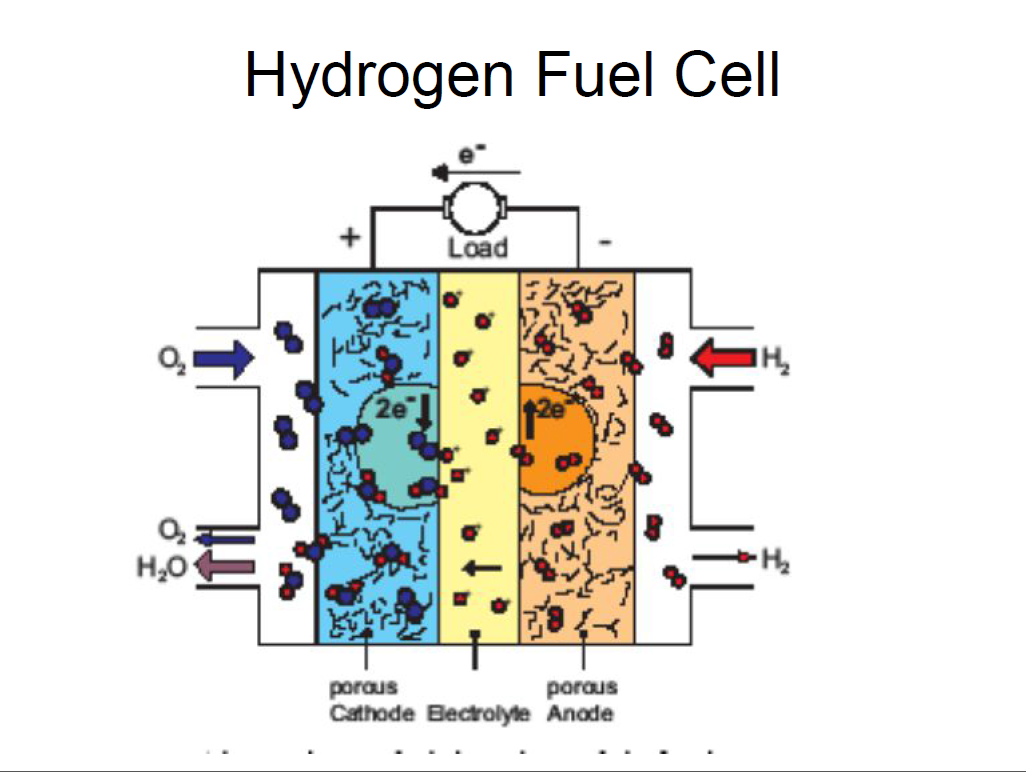 Hydrogen Fuel Cell
e⁻
+
-
Load
O₂
H₂
2e⁻
2e⁻
O₂
H₂O
H₂
porous
Cathode
Electrolyte
porous
Anode